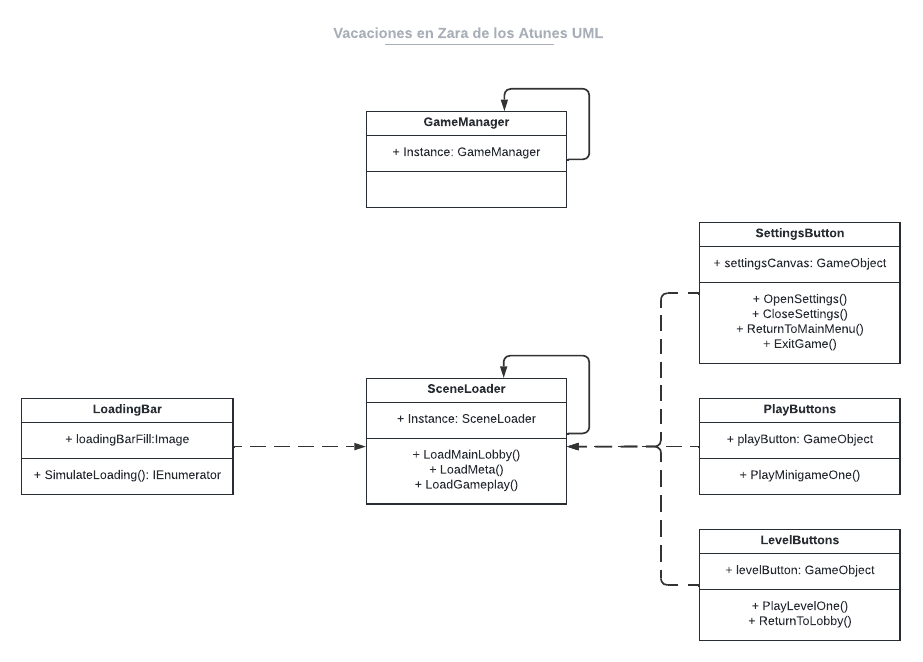 Vacaciones en Zara de los Atunes UML
GameManager
+ Instance: GameManager
SettingsButton
+ settingsCanvas: GameObject
+ OpenSettings()
+ CloseSettings()
+ ReturnToMainMenu()
+ ExitGame()
SceneLoader
+ Instance: SceneLoader
+ LoadMainLobby()
+ LoadMeta()
+ LoadGameplay()
LoadingBar
+ loadingBarFill:Image
+ SimulateLoading(): IEnumerator
PlayButtons
+ playButton: GameObject
+ PlayMinigameOne()
LevelButtons
+ levelButton: GameObject
+ PlayLevelOne()
+ ReturnToLobby()